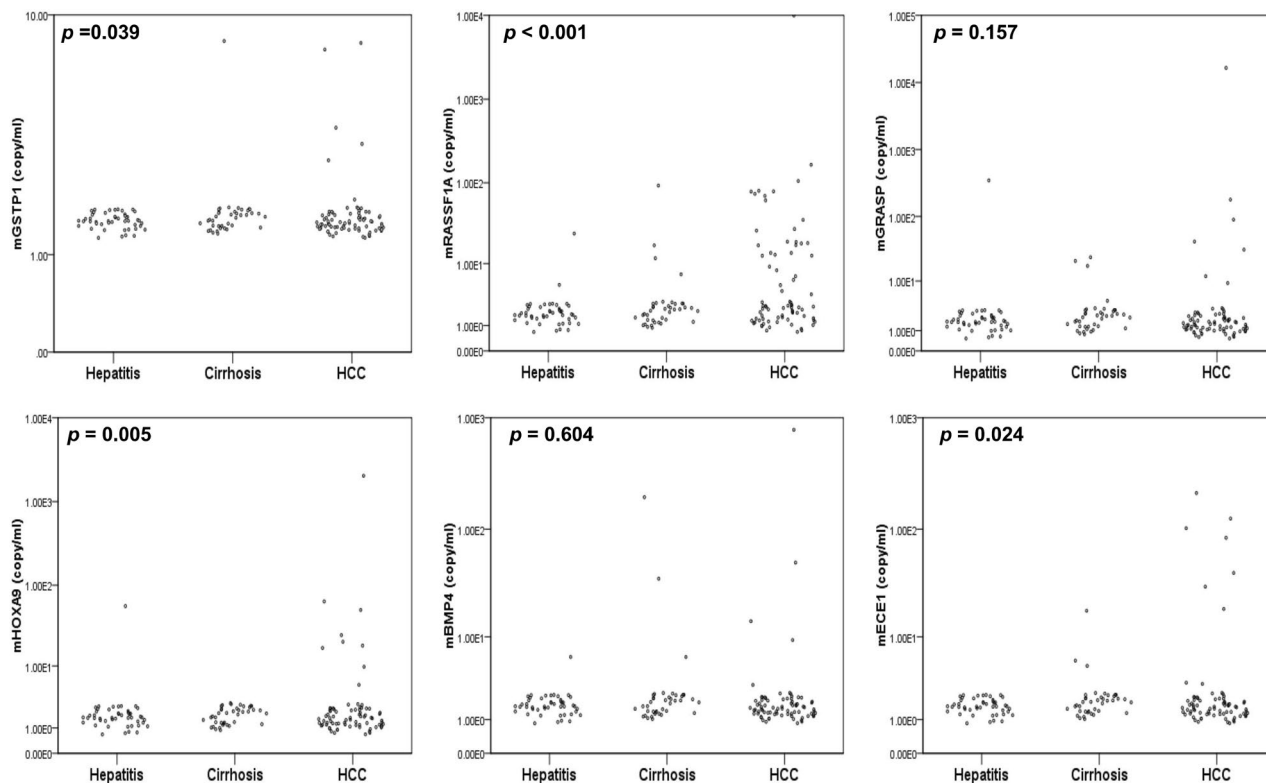 10.00
p =0.039
mGSTP1 (copy/ml)
1.00
.00
Hepatitis Cirrhosis HCC
1.00E4
p < 0.001
1.00E3
mRASSF1A (copy/ml)
1.00E2
1.00E1
1.00E0
0.00E0
Hepatitis Cirrhosis HCC
1.00E5
p = 0.157
1.00E4
1.00E3
mGRASP (copy/ml)
1.00E2
1.00E1
1.00E0
0.00E0
Hepatitis Cirrhosis HCC
1.00E4
p = 0.005
1.00E3
mHOXA9 (copy/ml)
1.00E2
1.00E1
1.00E0
0.00E0
Hepatitis Cirrhosis HCC
1.00E3
p = 0.604
1.00E2
mBMP4 (copy/ml)
1.00E1
1.00E0
0.00E0
Hepatitis Cirrhosis HCC
1.00E3
p = 0.024
1.00E2
mECE1 (copy/ml)
1.00E1
1.00E0
0.00E0
Hepatitis Cirrhosis HCC